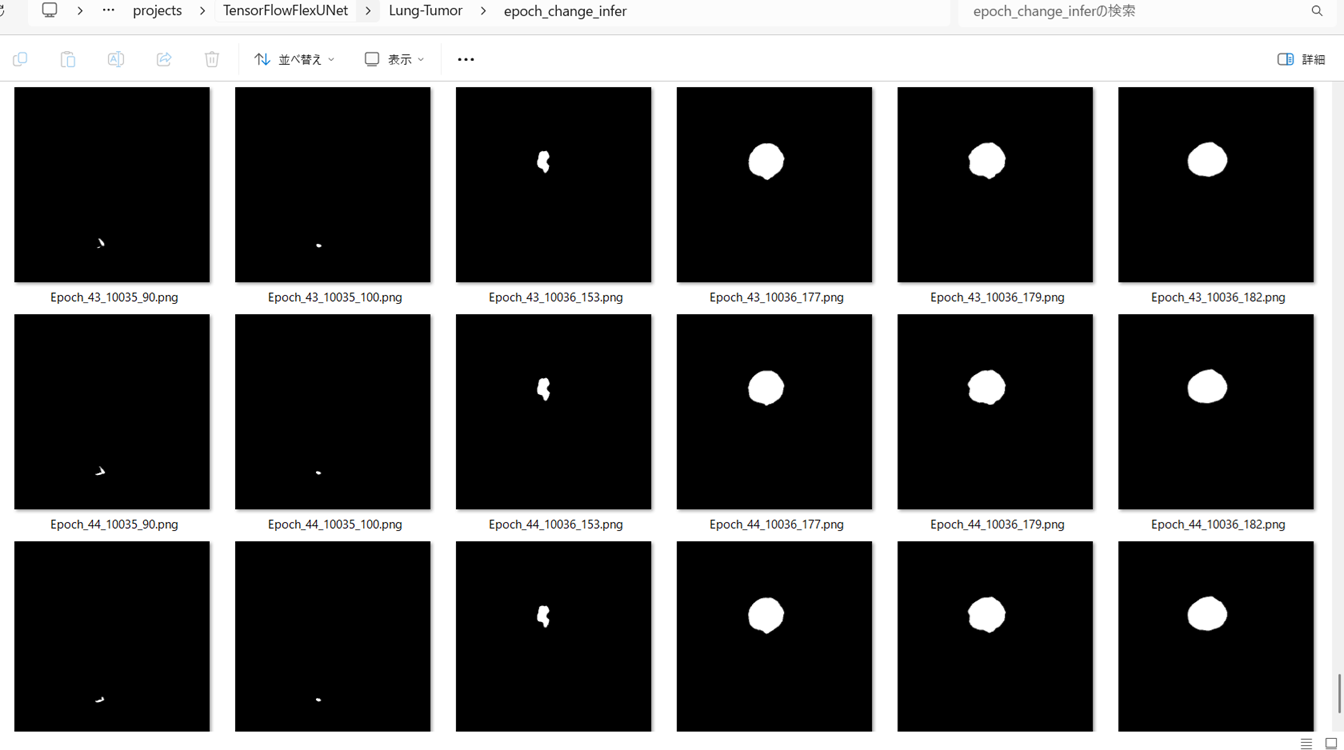 projects > TensorFlowFlexUNet > Lung-Tumor > epoch_change_infer
epoch_change_inferの検索
並べ替え 表示 ••• 詳細
Epoch_43_10035_90.png Epoch_43_10035_100.png Epoch_43_10036_153.png Epoch_43_10036_177.png Epoch_43_10036_179.png Epoch_43_10036_182.png
Epoch_44_10035_90.png Epoch_44_10035_100.png Epoch_44_10036_153.png Epoch_44_10036_177.png Epoch_44_10036_179.png Epoch_44_10036_182.png